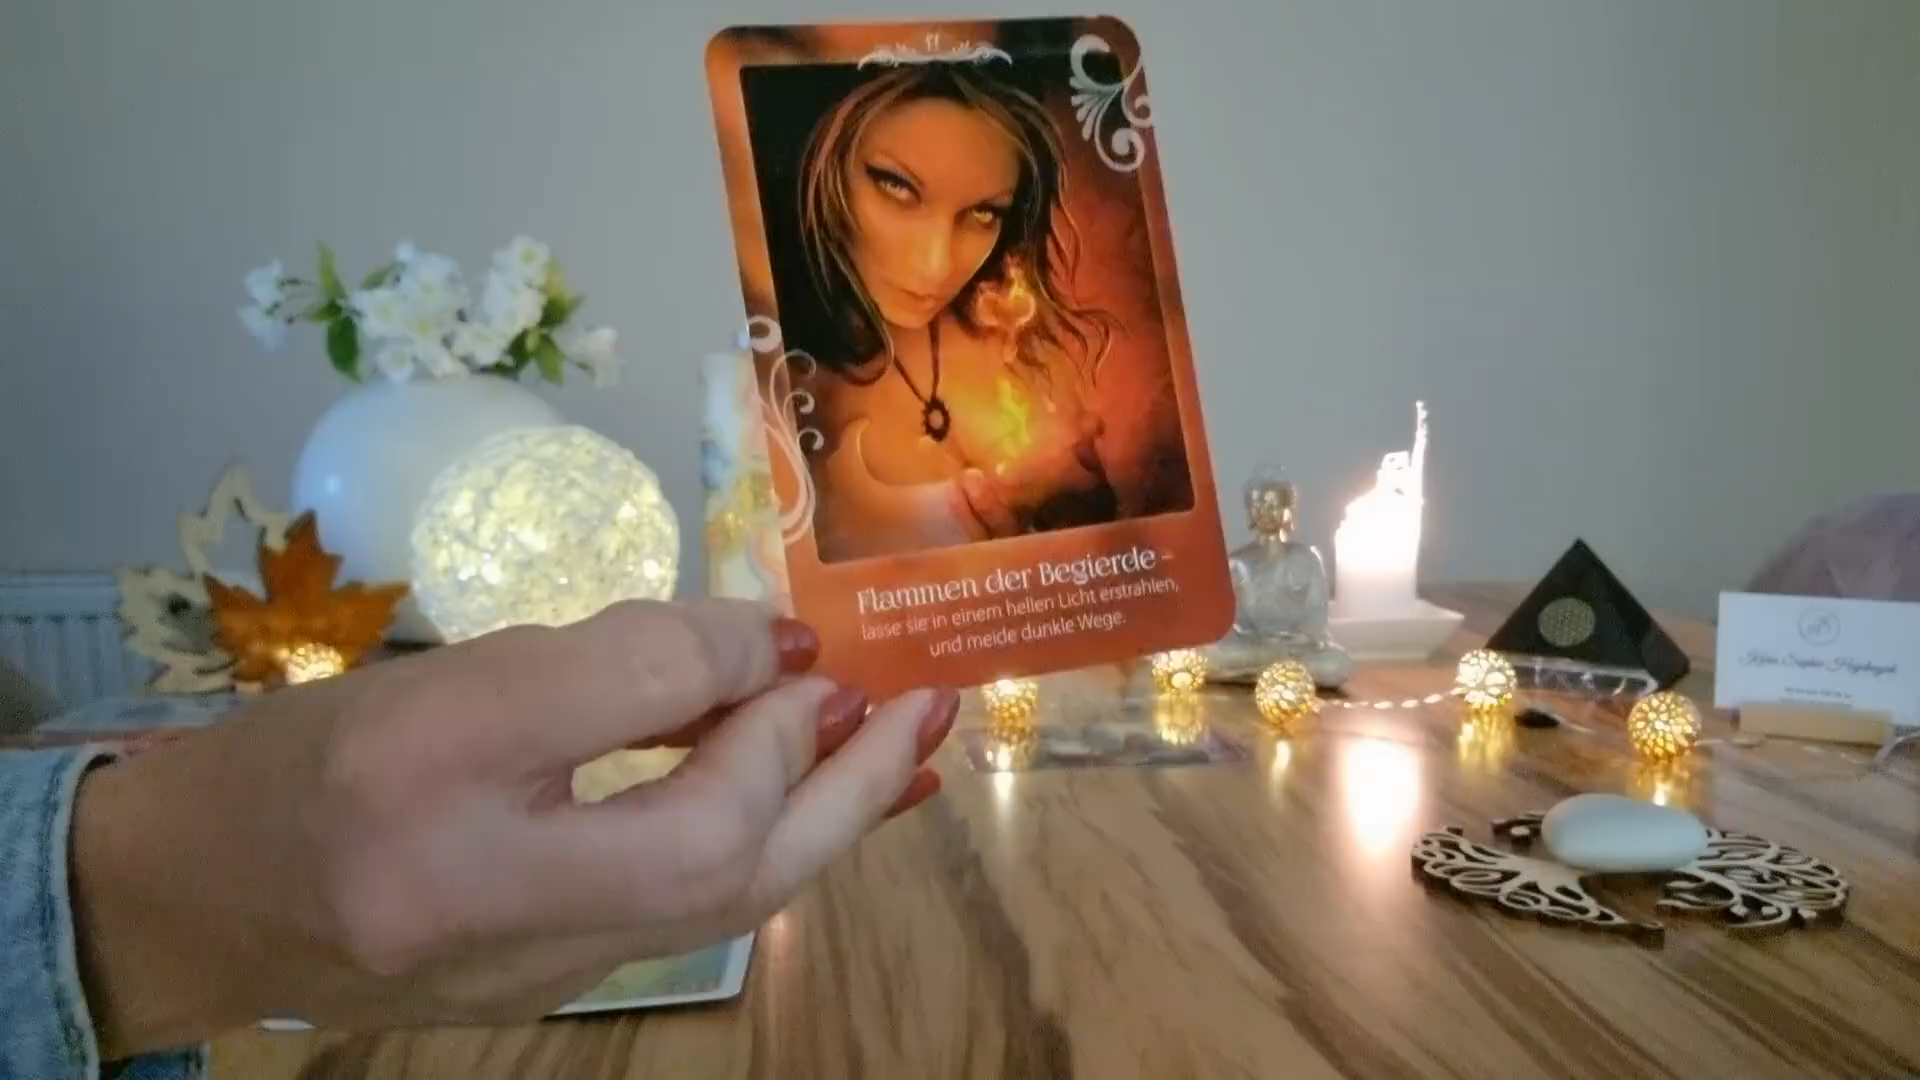 Flammen der Begierde –
lasse sie in einem hellen Licht erstrahlen,
und meide dunkle Wege.